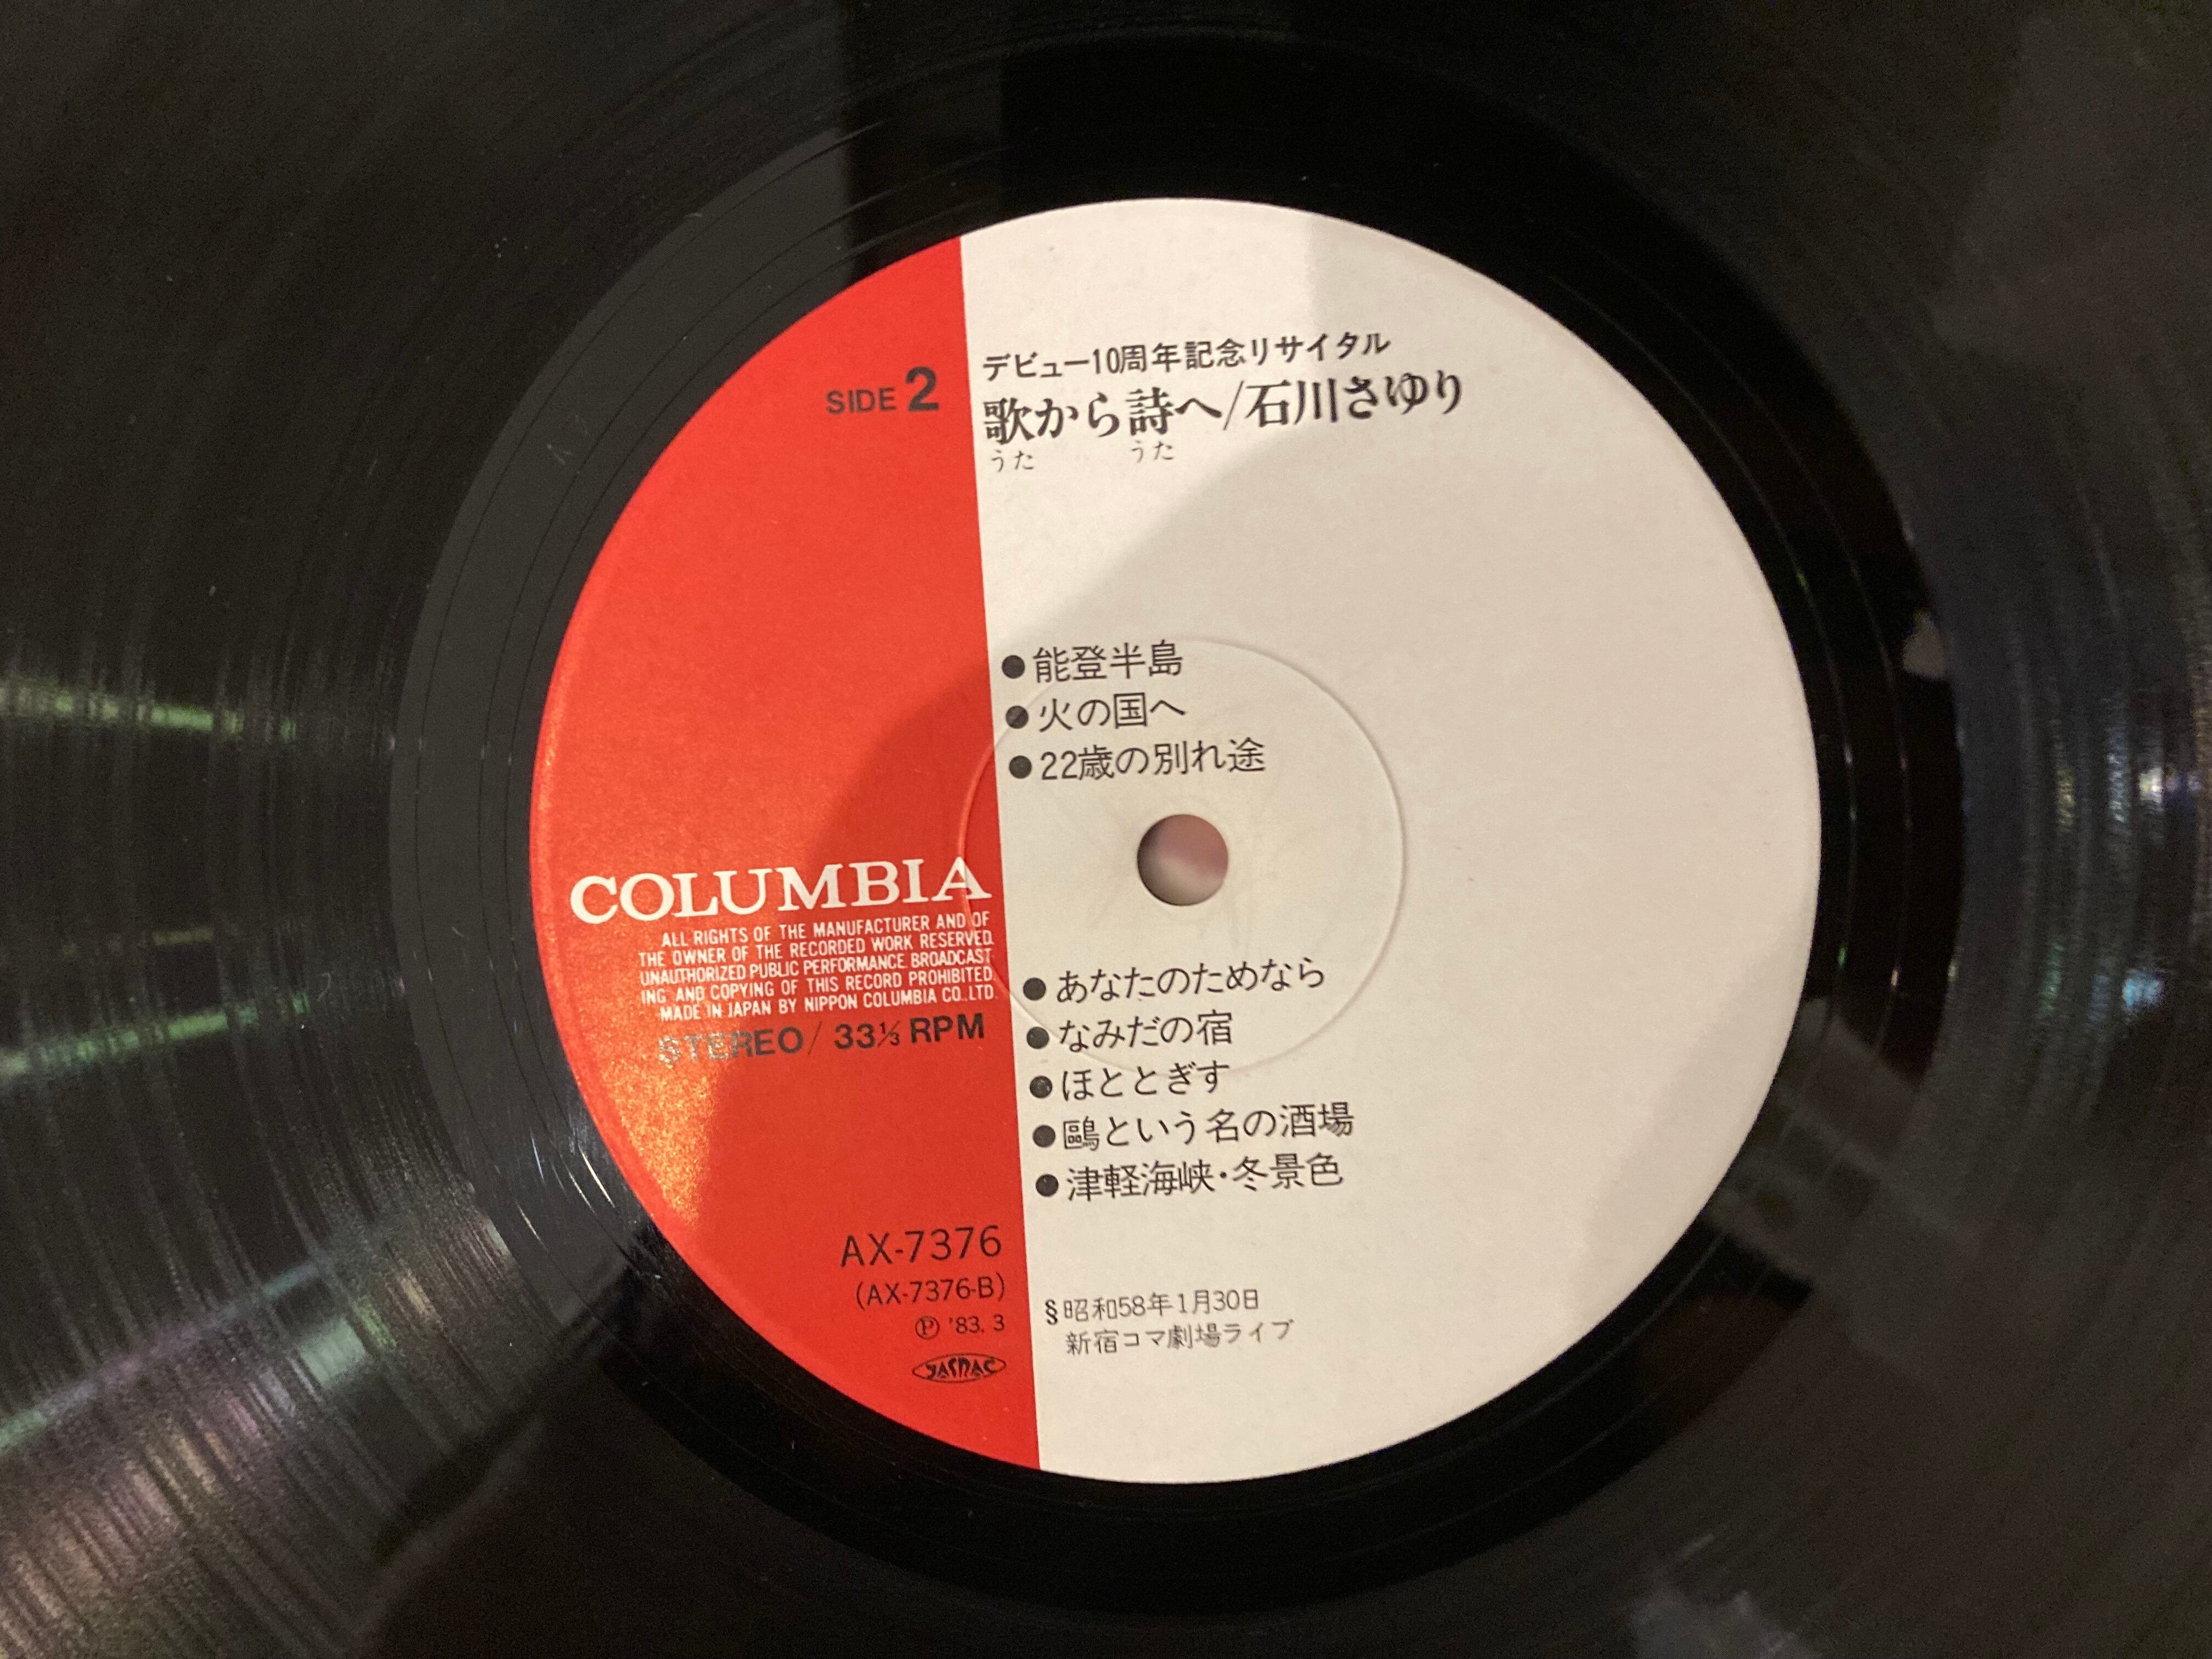 SIDE 2
デビュー10周年記念リサイタル
歌から詩へ/石川さゆり
うた うた
●能登半島
●火の国へ
●22歳の別れ途
COLUMBIA
ALL RIGHTS OF THE MANUFACTURER AND OF
THE OWNER OF THE RECORDED WORK RESERVED.
UNAUTHORIZED PUBLIC PERFORMANCE. BROADCAST
ING AND COPYING OF THIS RECORD PROHIBITED.
MADE IN JAPAN BY NIPPON COLUMBIA CO.,LTD.
STEREO/ 33⅓ RPM
●あなたのためなら
●なみだの宿
●ほととぎす
●鷗という名の酒場
●津軽海峡・冬景色
AX-7376
(AX-7376-B)
Ⓟ '83. 3
JASRAC
§昭和58年1月30日
新宿コマ劇場ライブ